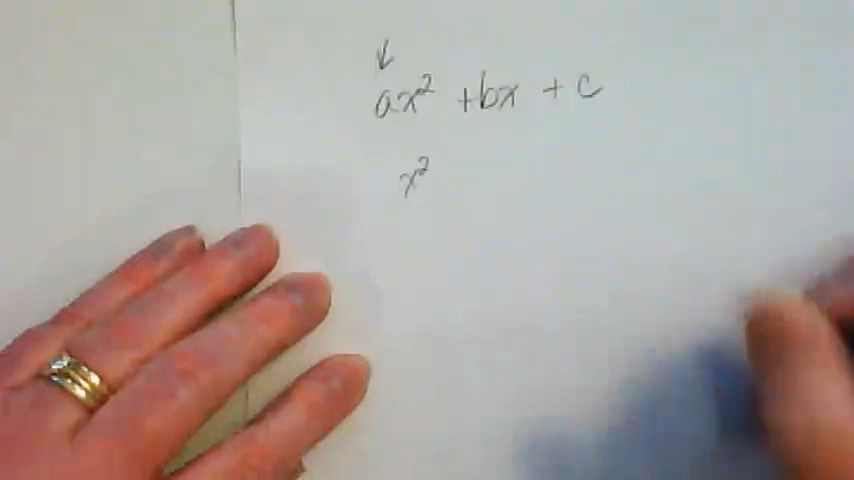 ↓
ax² +bx + c
x²